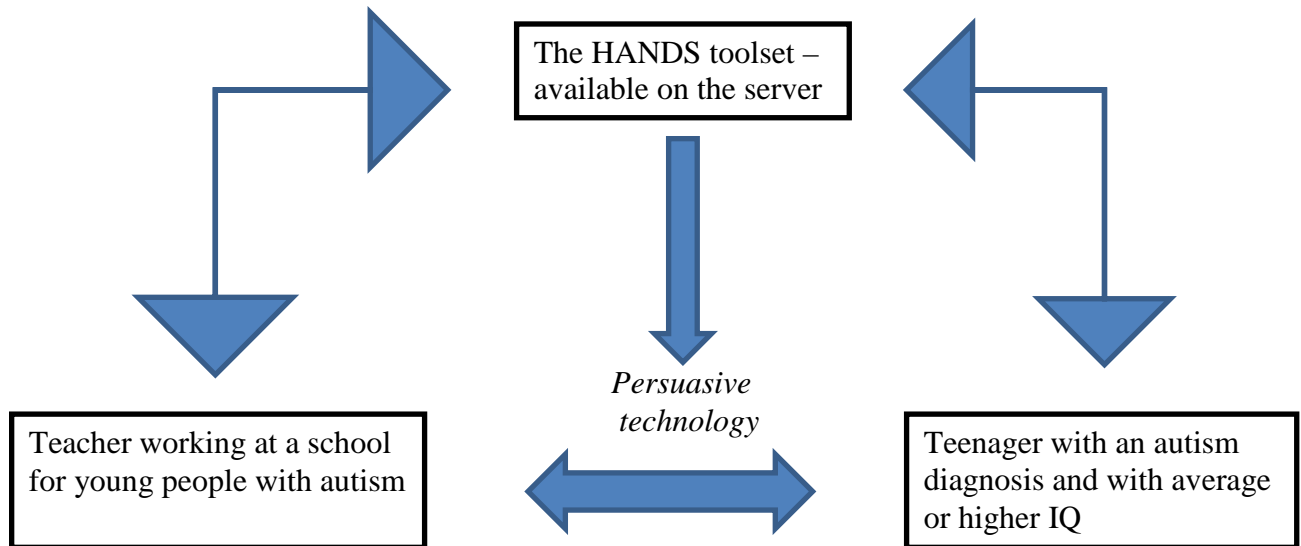 The HANDS toolset –
available on the server
Persuasive
technology
Teacher working at a school
for young people with autism
Teenager with an autism
diagnosis and with average
or higher IQ